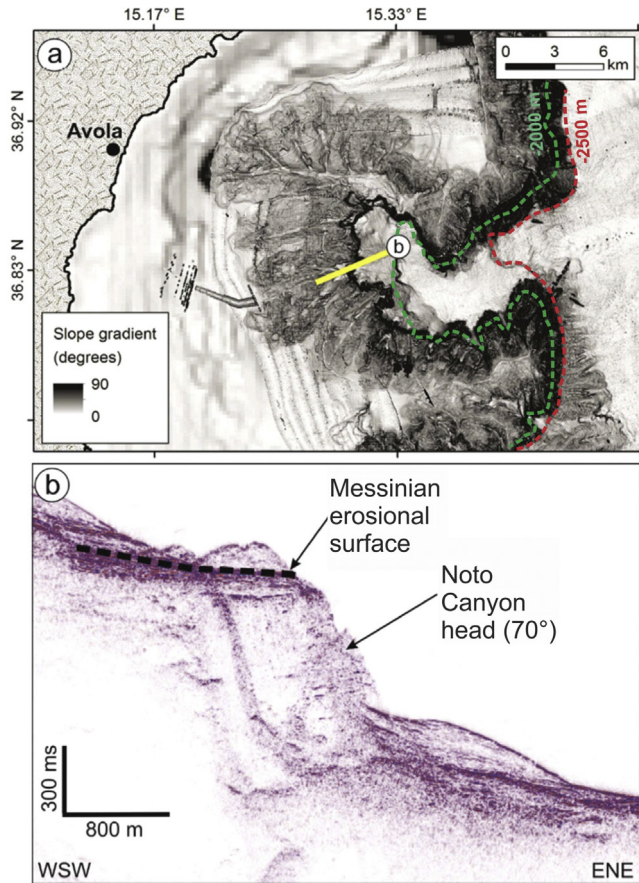 15.17° E
15.33° E
a
0 3 6
km
36.92° N
Avola
-2000 m
-2500 m
b
36.83° N
Slope gradient
(degrees)
90
0
b
Messinian
erosional
surface
Noto
Canyon
head (70°)
300 ms
800 m
WSW
ENE